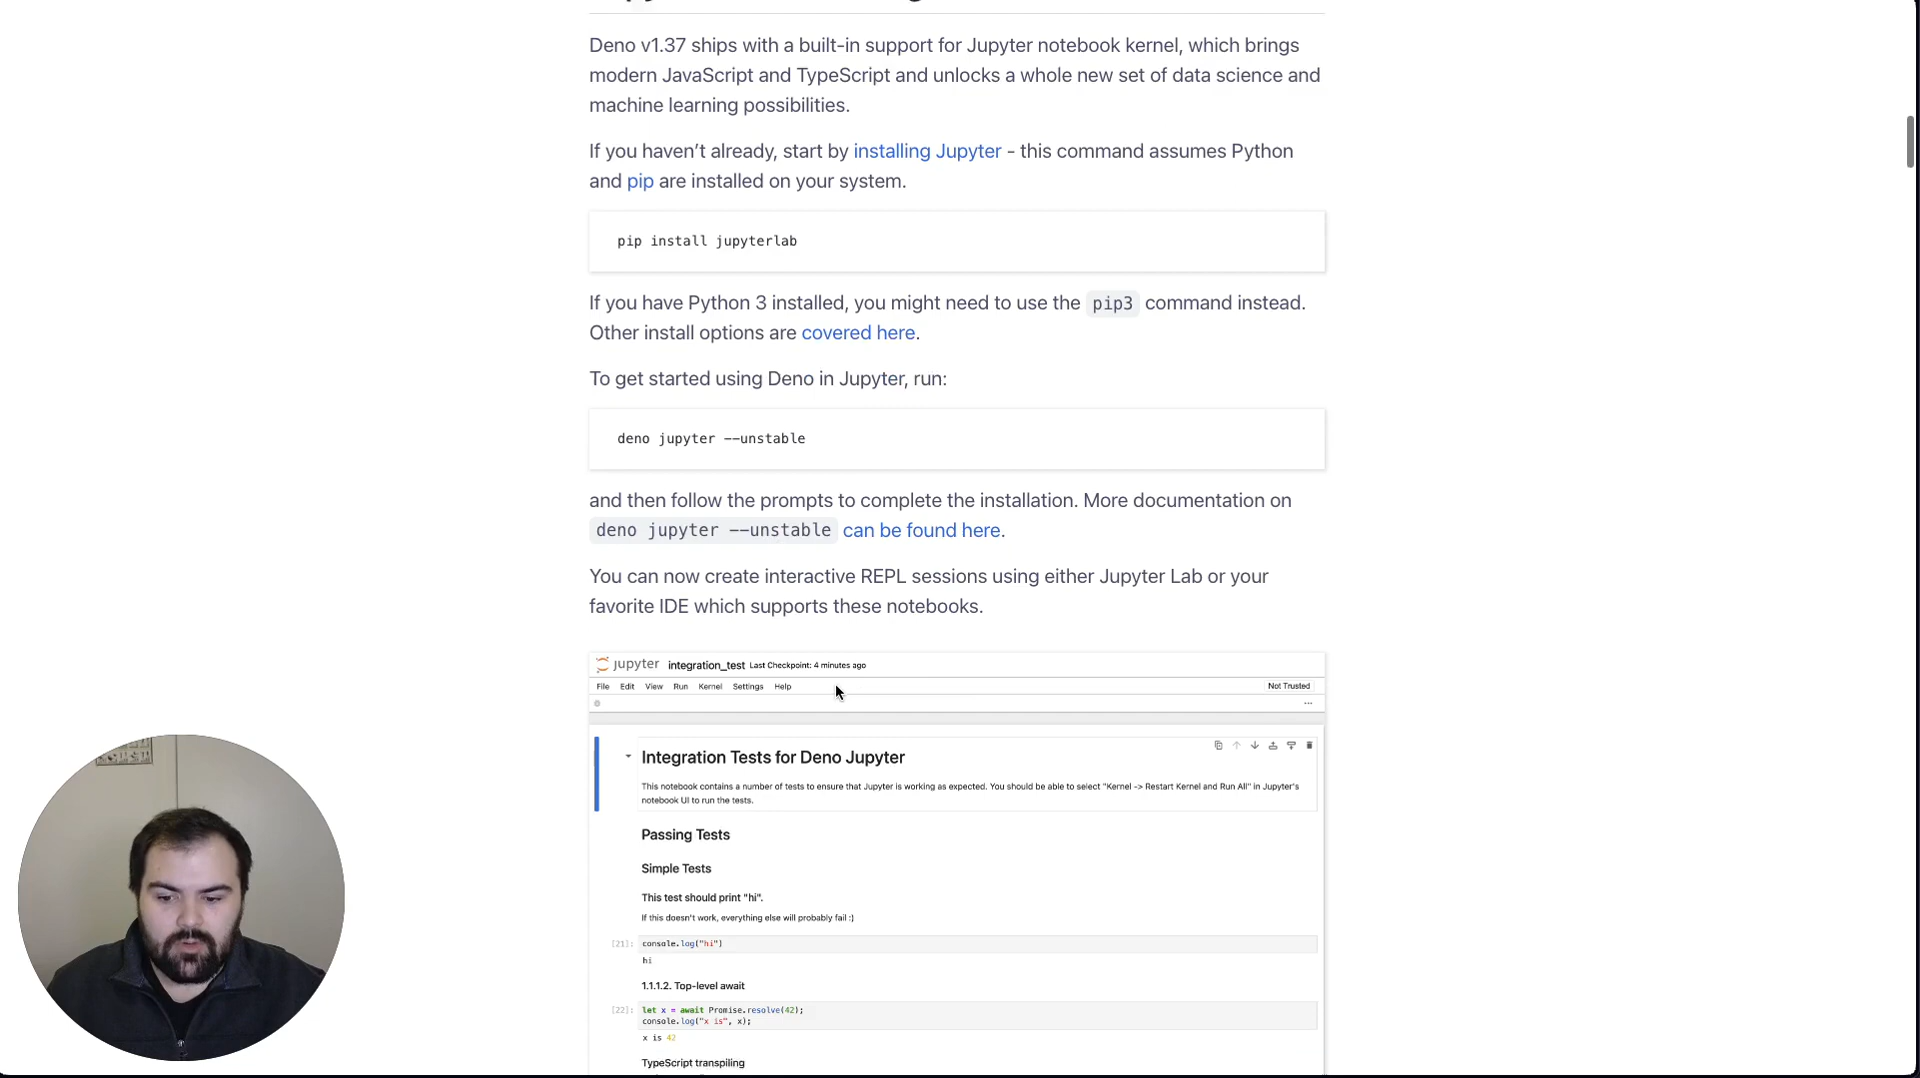 Deno v1.37 ships with a built-in support for Jupyter notebook kernel, which brings
modern JavaScript and TypeScript and unlocks a whole new set of data science and
machine learning possibilities.
If you haven’t already, start by installing Jupyter - this command assumes Python
and pip are installed on your system.
pip install jupyterlab
If you have Python 3 installed, you might need to use the pip3 command instead.
Other install options are covered here.
To get started using Deno in Jupyter, run:
deno jupyter --unstable
and then follow the prompts to complete the installation. More documentation on
deno jupyter --unstable can be found here.
You can now create interactive REPL sessions using either Jupyter Lab or your
favorite IDE which supports these notebooks.
jupyter integration_test Last Checkpoint: 4 minutes ago
File Edit View Run Kernel Settings Help Not Trusted
Integration Tests for Deno Jupyter
This notebook contains a number of tests to ensure that Jupyter is working as expected. You should be able to select "Kernel -> Restart Kernel and Run All" in Jupyter's
notebook UI to run the tests.
Passing Tests
Simple Tests
This test should print "hi".
If this doesn't work, everything else will probably fail :)
[21]: console.log("hi")
hi
1.1.1.2. Top-level await
[22]: let x = await Promise.resolve(42);
console.log("x is", x);
x is 42
TypeScript transpiling